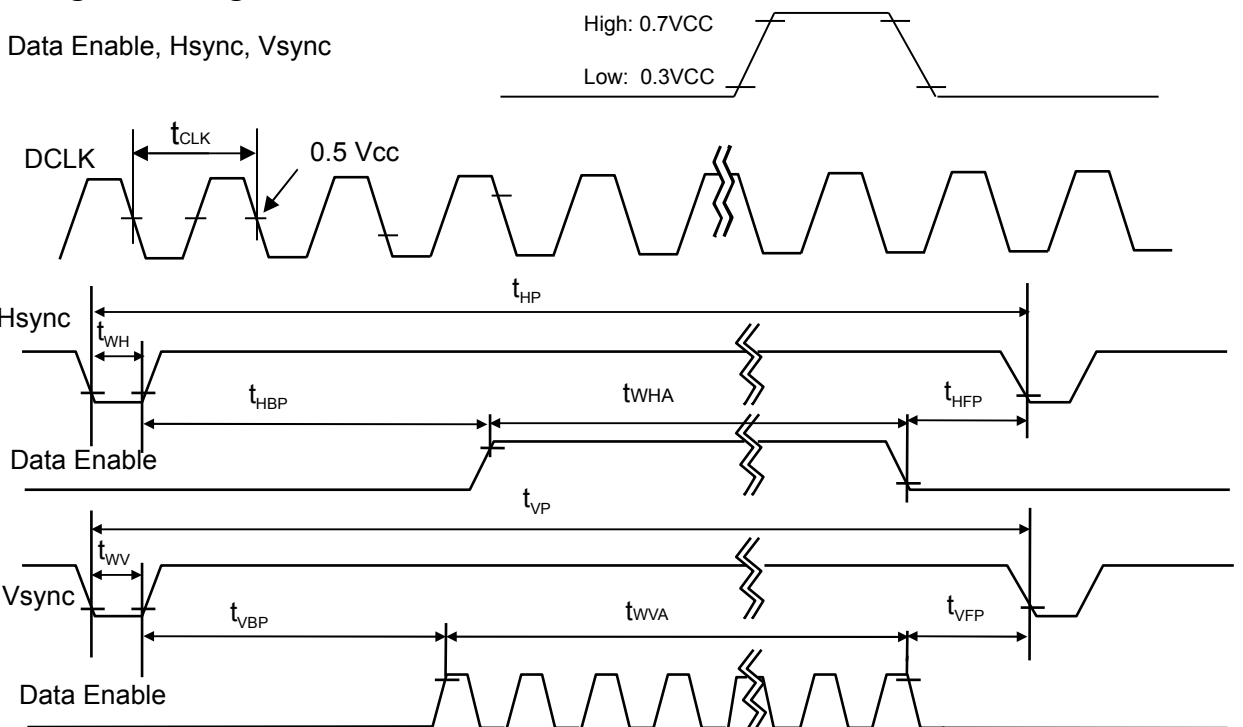 Data Enable, Hsync, Vsync
High: 0.7VCC
Low: 0.3VCC
DCLK
tCLK
0.5 Vcc
Hsync
tHP
tWH
tHBP
tWHA
tHFP
Data Enable
tVP
tWV
Vsync
tVBP
tWVA
tVFP
Data Enable